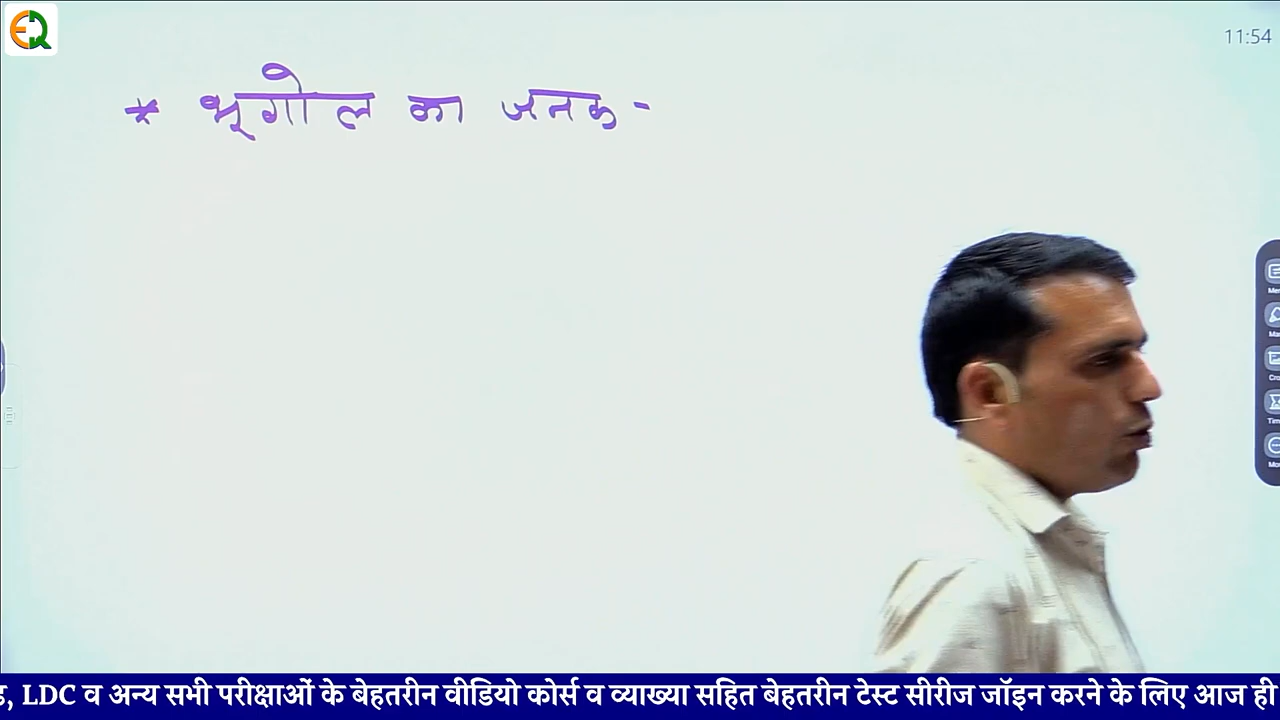 11:54
* भूगोल का जनक -
, LDC व अन्य सभी परीक्षाओं के बेहतरीन वीडियो कोर्स व व्याख्या सहित बेहतरीन टेस्ट सीरीज जॉइन करने के लिए आज ही